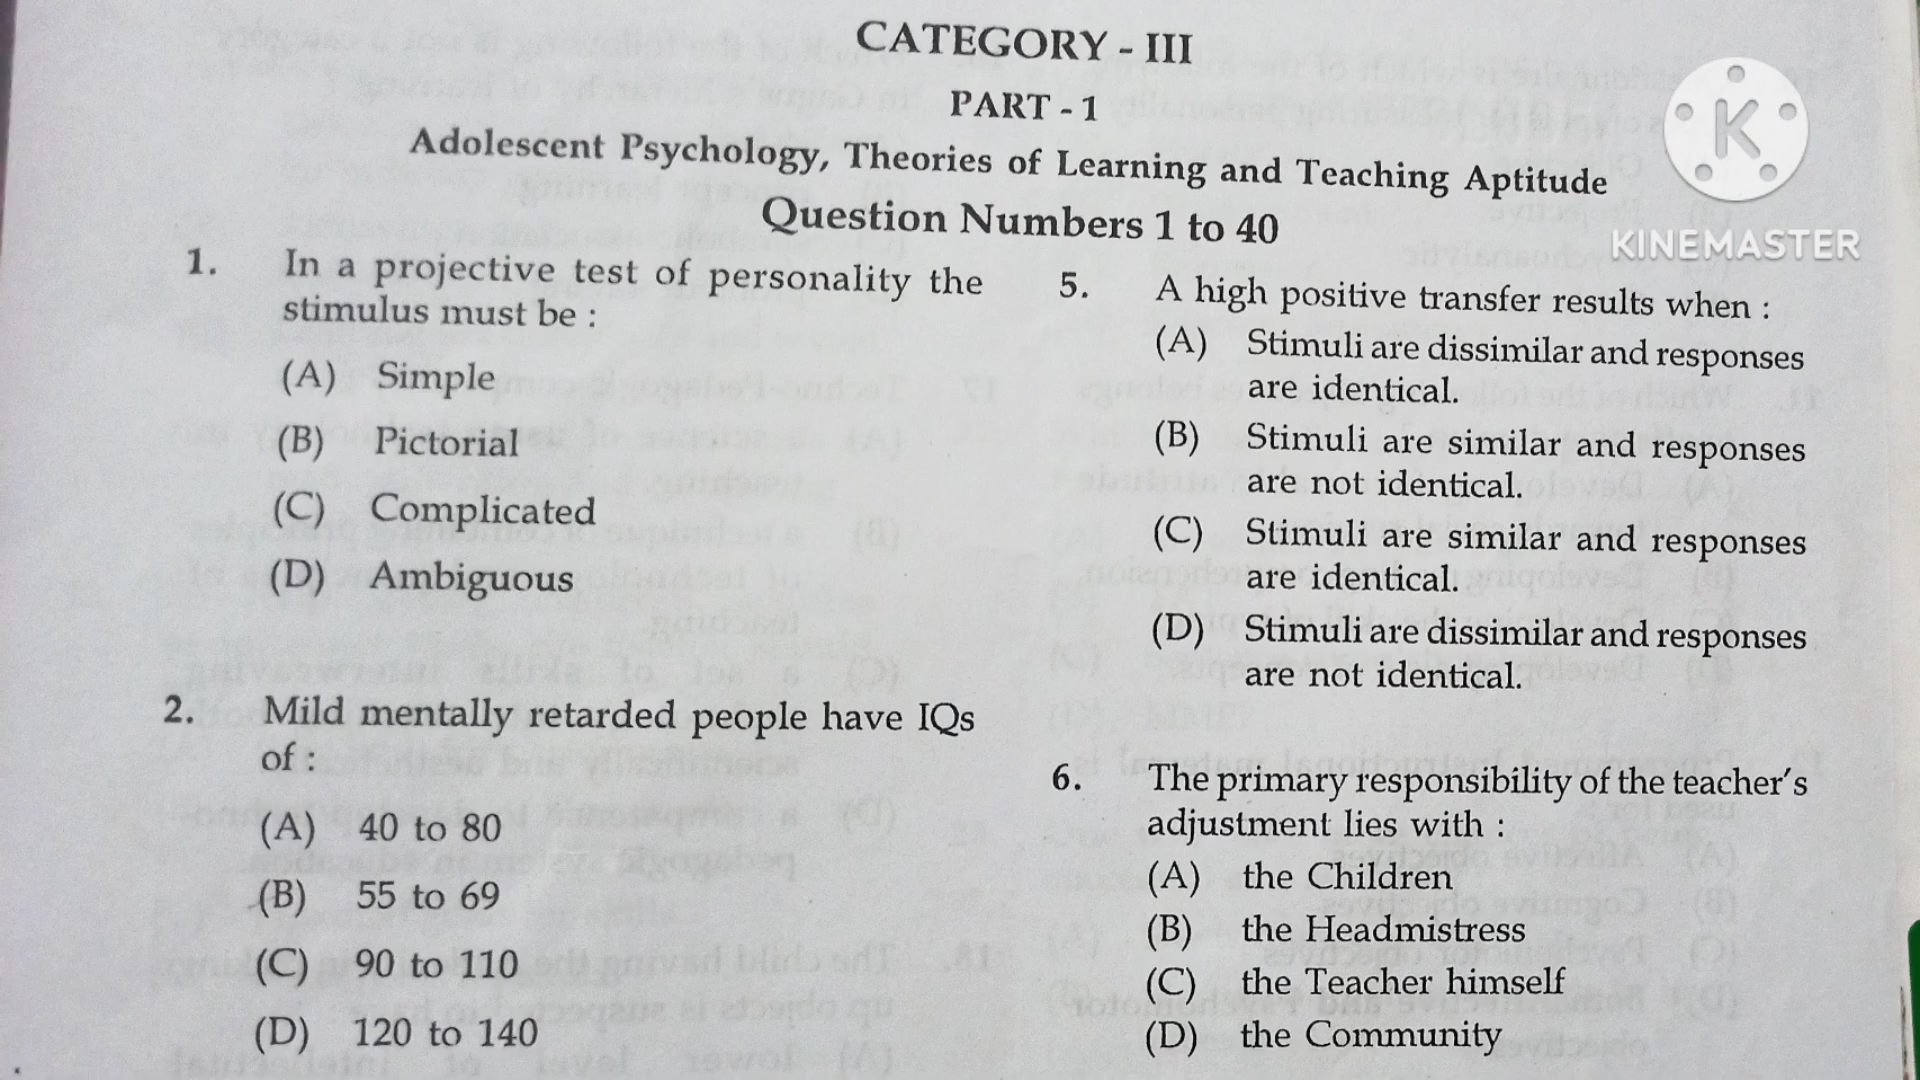 CATEGORY - III
PART - 1
Adolescent Psychology, Theories of Learning and Teaching Aptitude
Question Numbers 1 to 40
1. In a projective test of personality the
stimulus must be :
(A) Simple
(B) Pictorial
(C) Complicated
(D) Ambiguous
2. Mild mentally retarded people have IQs
of :
(A) 40 to 80
(B) 55 to 69
(C) 90 to 110
(D) 120 to 140
5. A high positive transfer results when :
(A) Stimuli are dissimilar and responses
are identical.
(B) Stimuli are similar and responses
are not identical.
(C) Stimuli are similar and responses
are identical.
(D) Stimuli are dissimilar and responses
are not identical.
6. The primary responsibility of the teacher's
adjustment lies with :
(A) the Children
(B) the Headmistress
(C) the Teacher himself
(D) the Community
K
KINEMASTER